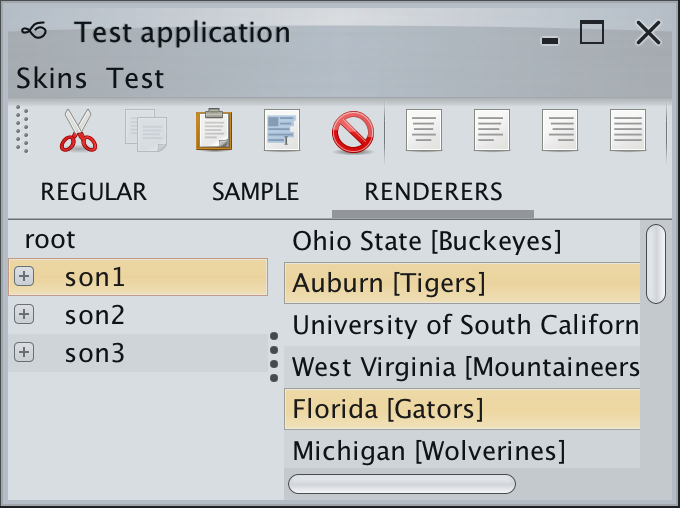 Test application
Skins Test
REGULAR SAMPLE RENDERERS
root
son1
son2
son3
Ohio State [Buckeyes]
Auburn [Tigers]
University of South Californ
West Virginia [Mountaineers
Florida [Gators]
Michigan [Wolverines]